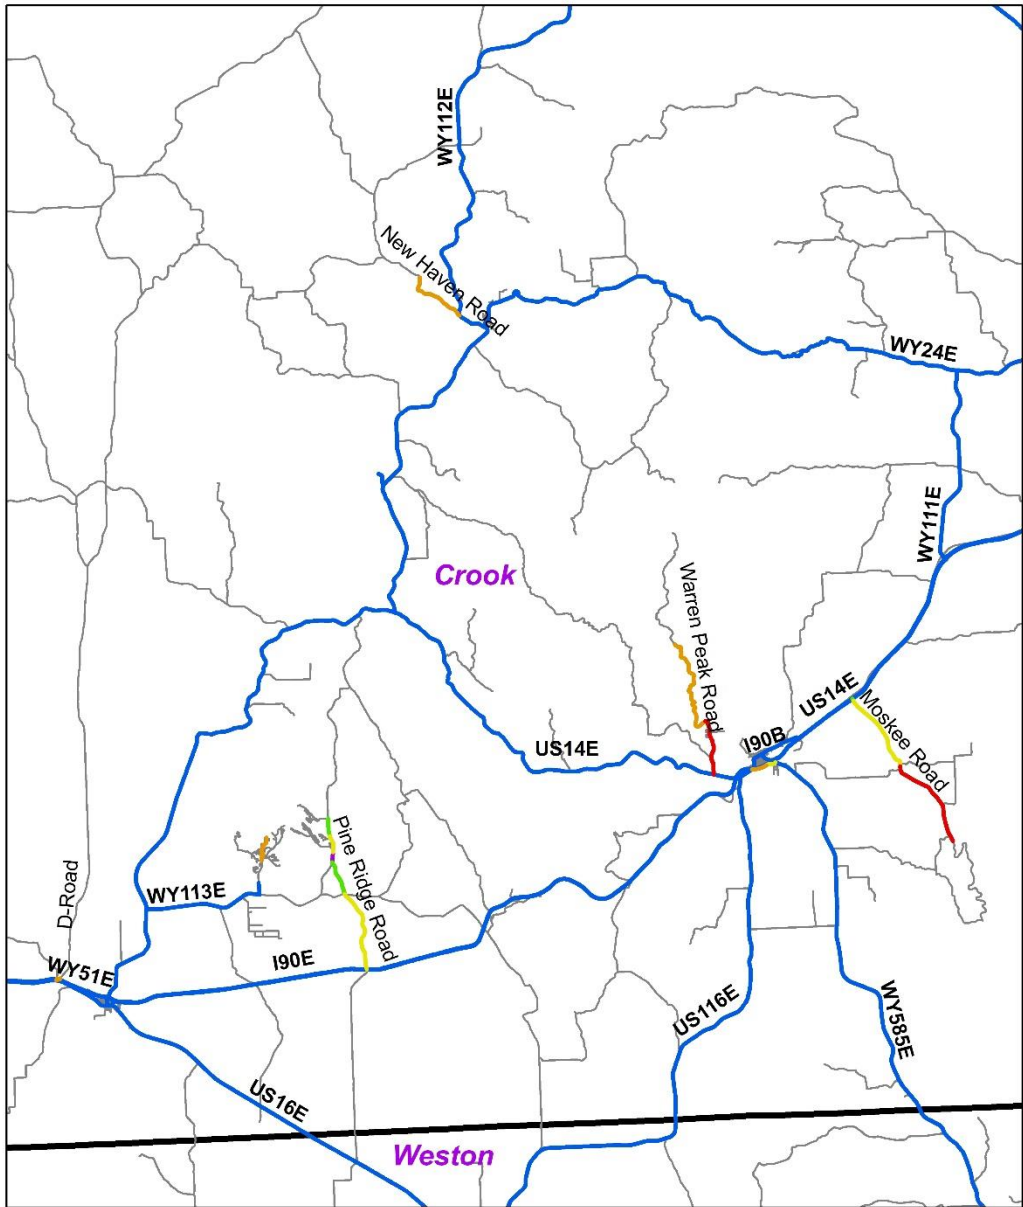 WY112E
New Haven Road
WY24E
WY111E
Crook
Warren Peak Road
US14E
Moskee Road
I90B
US14E
Pine Ridge Road
D-Road
WY113E
I90E
WY51E
US116E
WY585E
US16E
Weston